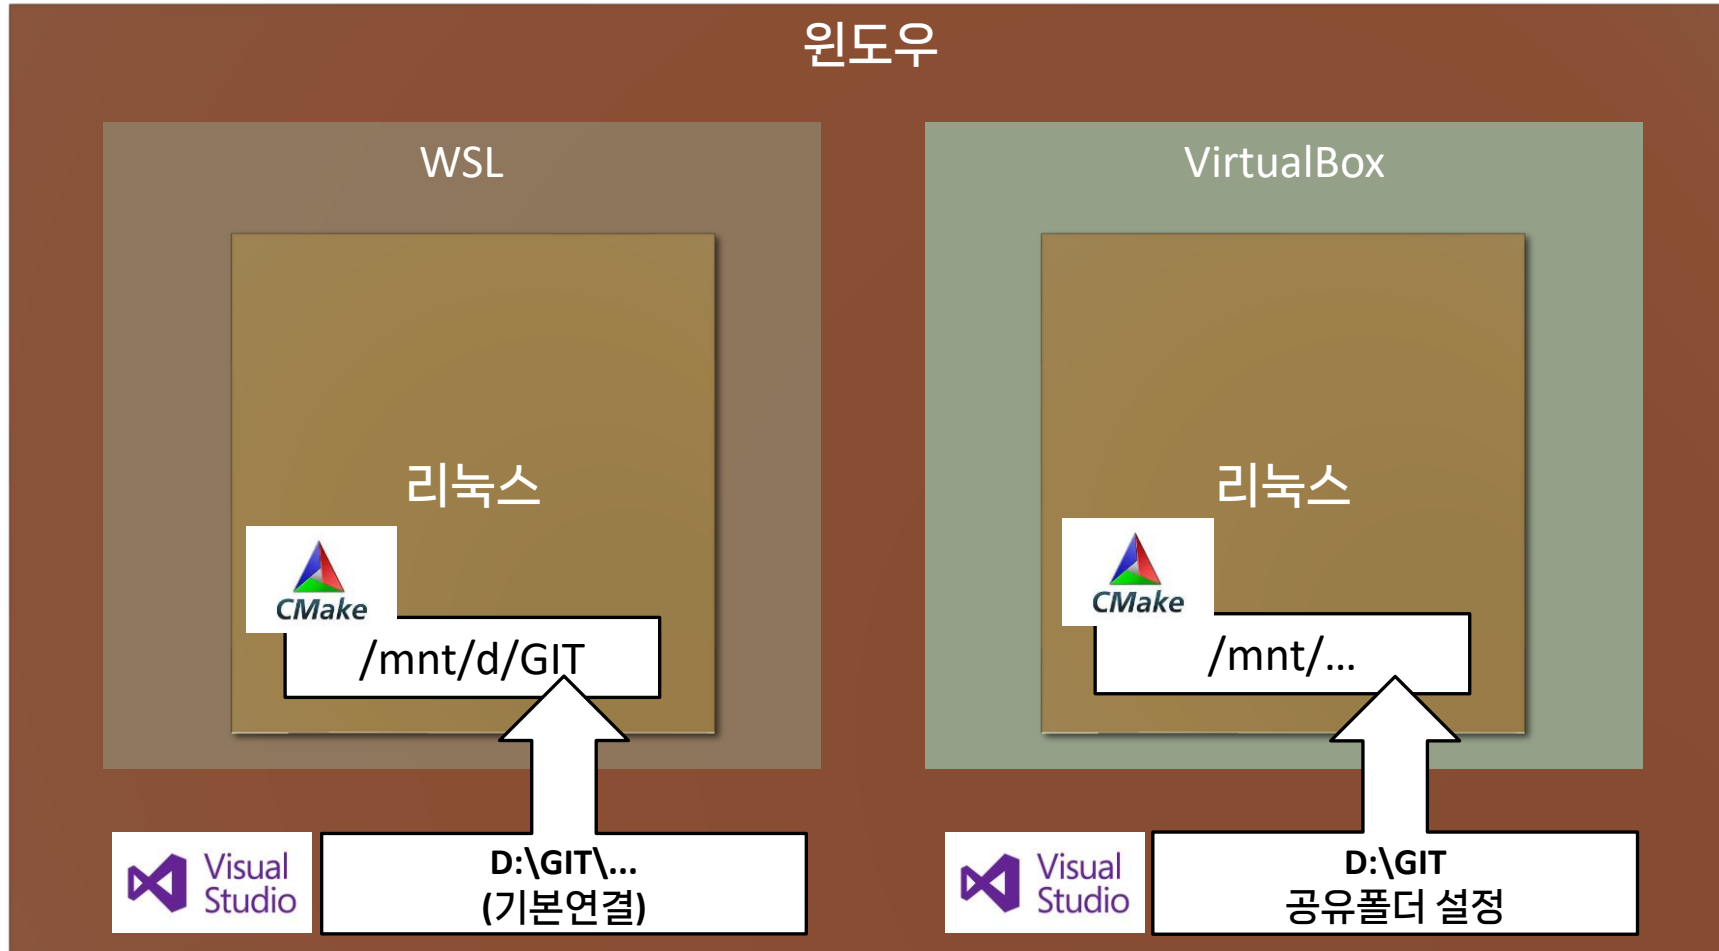 윈도우
WSL
VirtualBox
리눅스
리눅스
CMake
CMake
/mnt/d/GIT
/mnt/...
Visual
Studio
D:\GIT\...
(기본연결)
Visual
Studio
D:\GIT
공유폴더 설정